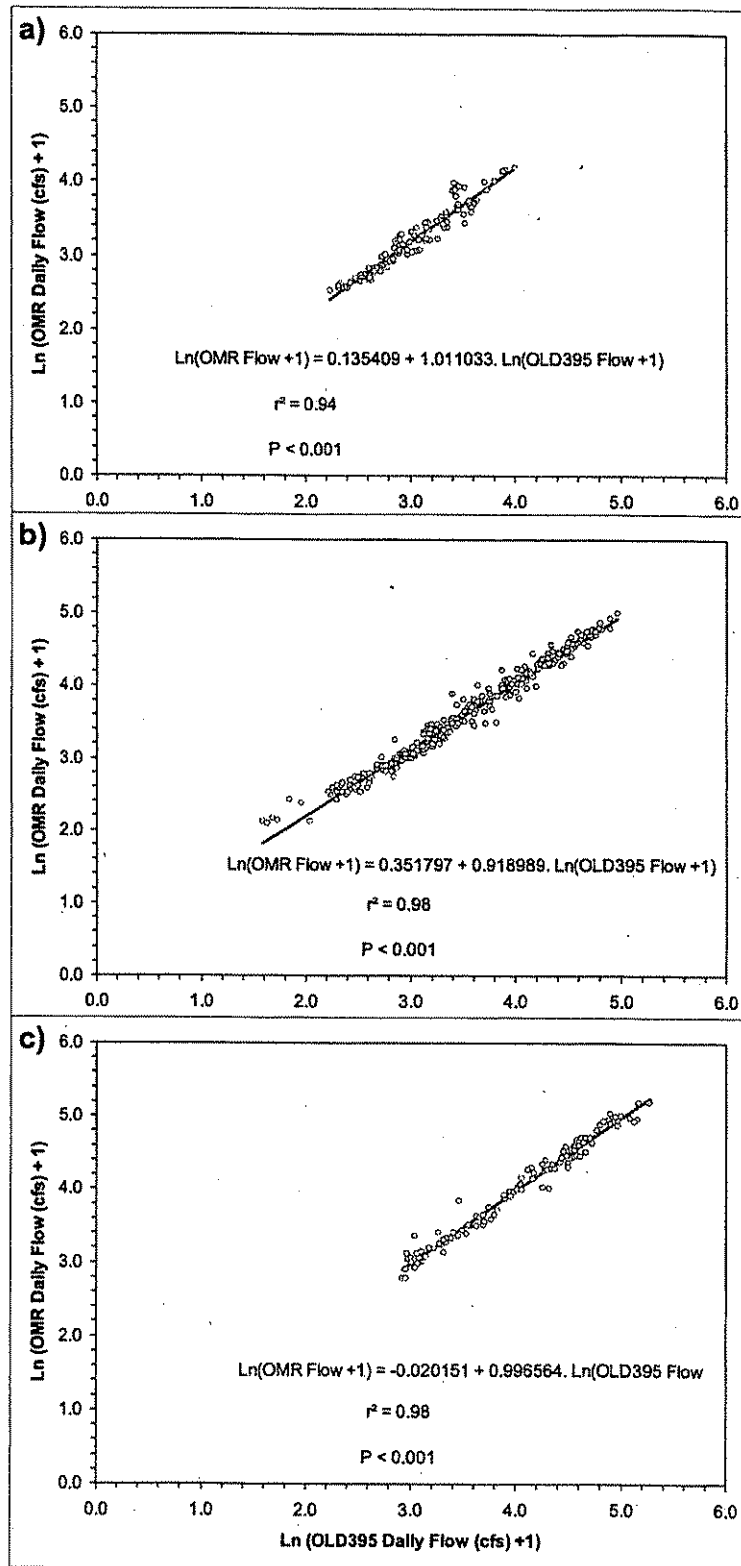 a)
6.0
5.0
4.0
3.0
2.0
1.0
0.0
Ln (OMR Daily Flow (cfs) + 1)
Ln(OMR Flow +1) = 0.135409 + 1.011033. Ln(OLD395 Flow +1)
r² = 0.94
P < 0.001
0.0 1.0 2.0 3.0 4.0 5.0 6.0
b)
6.0
5.0
4.0
3.0
2.0
1.0
0.0
Ln (OMR Daily Flow (cfs) + 1)
Ln(OMR Flow +1) = 0.351797 + 0.918989. Ln(OLD395 Flow +1)
r² = 0.98
P < 0.001
0.0 1.0 2.0 3.0 4.0 5.0 6.0
c)
6.0
5.0
4.0
3.0
2.0
1.0
0.0
Ln (OMR Daily Flow (cfs) + 1)
Ln(OMR Flow +1) = -0.020151 + 0.996564. Ln(OLD395 Flow
r² = 0.98
P < 0.001
0.0 1.0 2.0 3.0 4.0 5.0 6.0
Ln (OLD395 Daily Flow (cfs) +1)